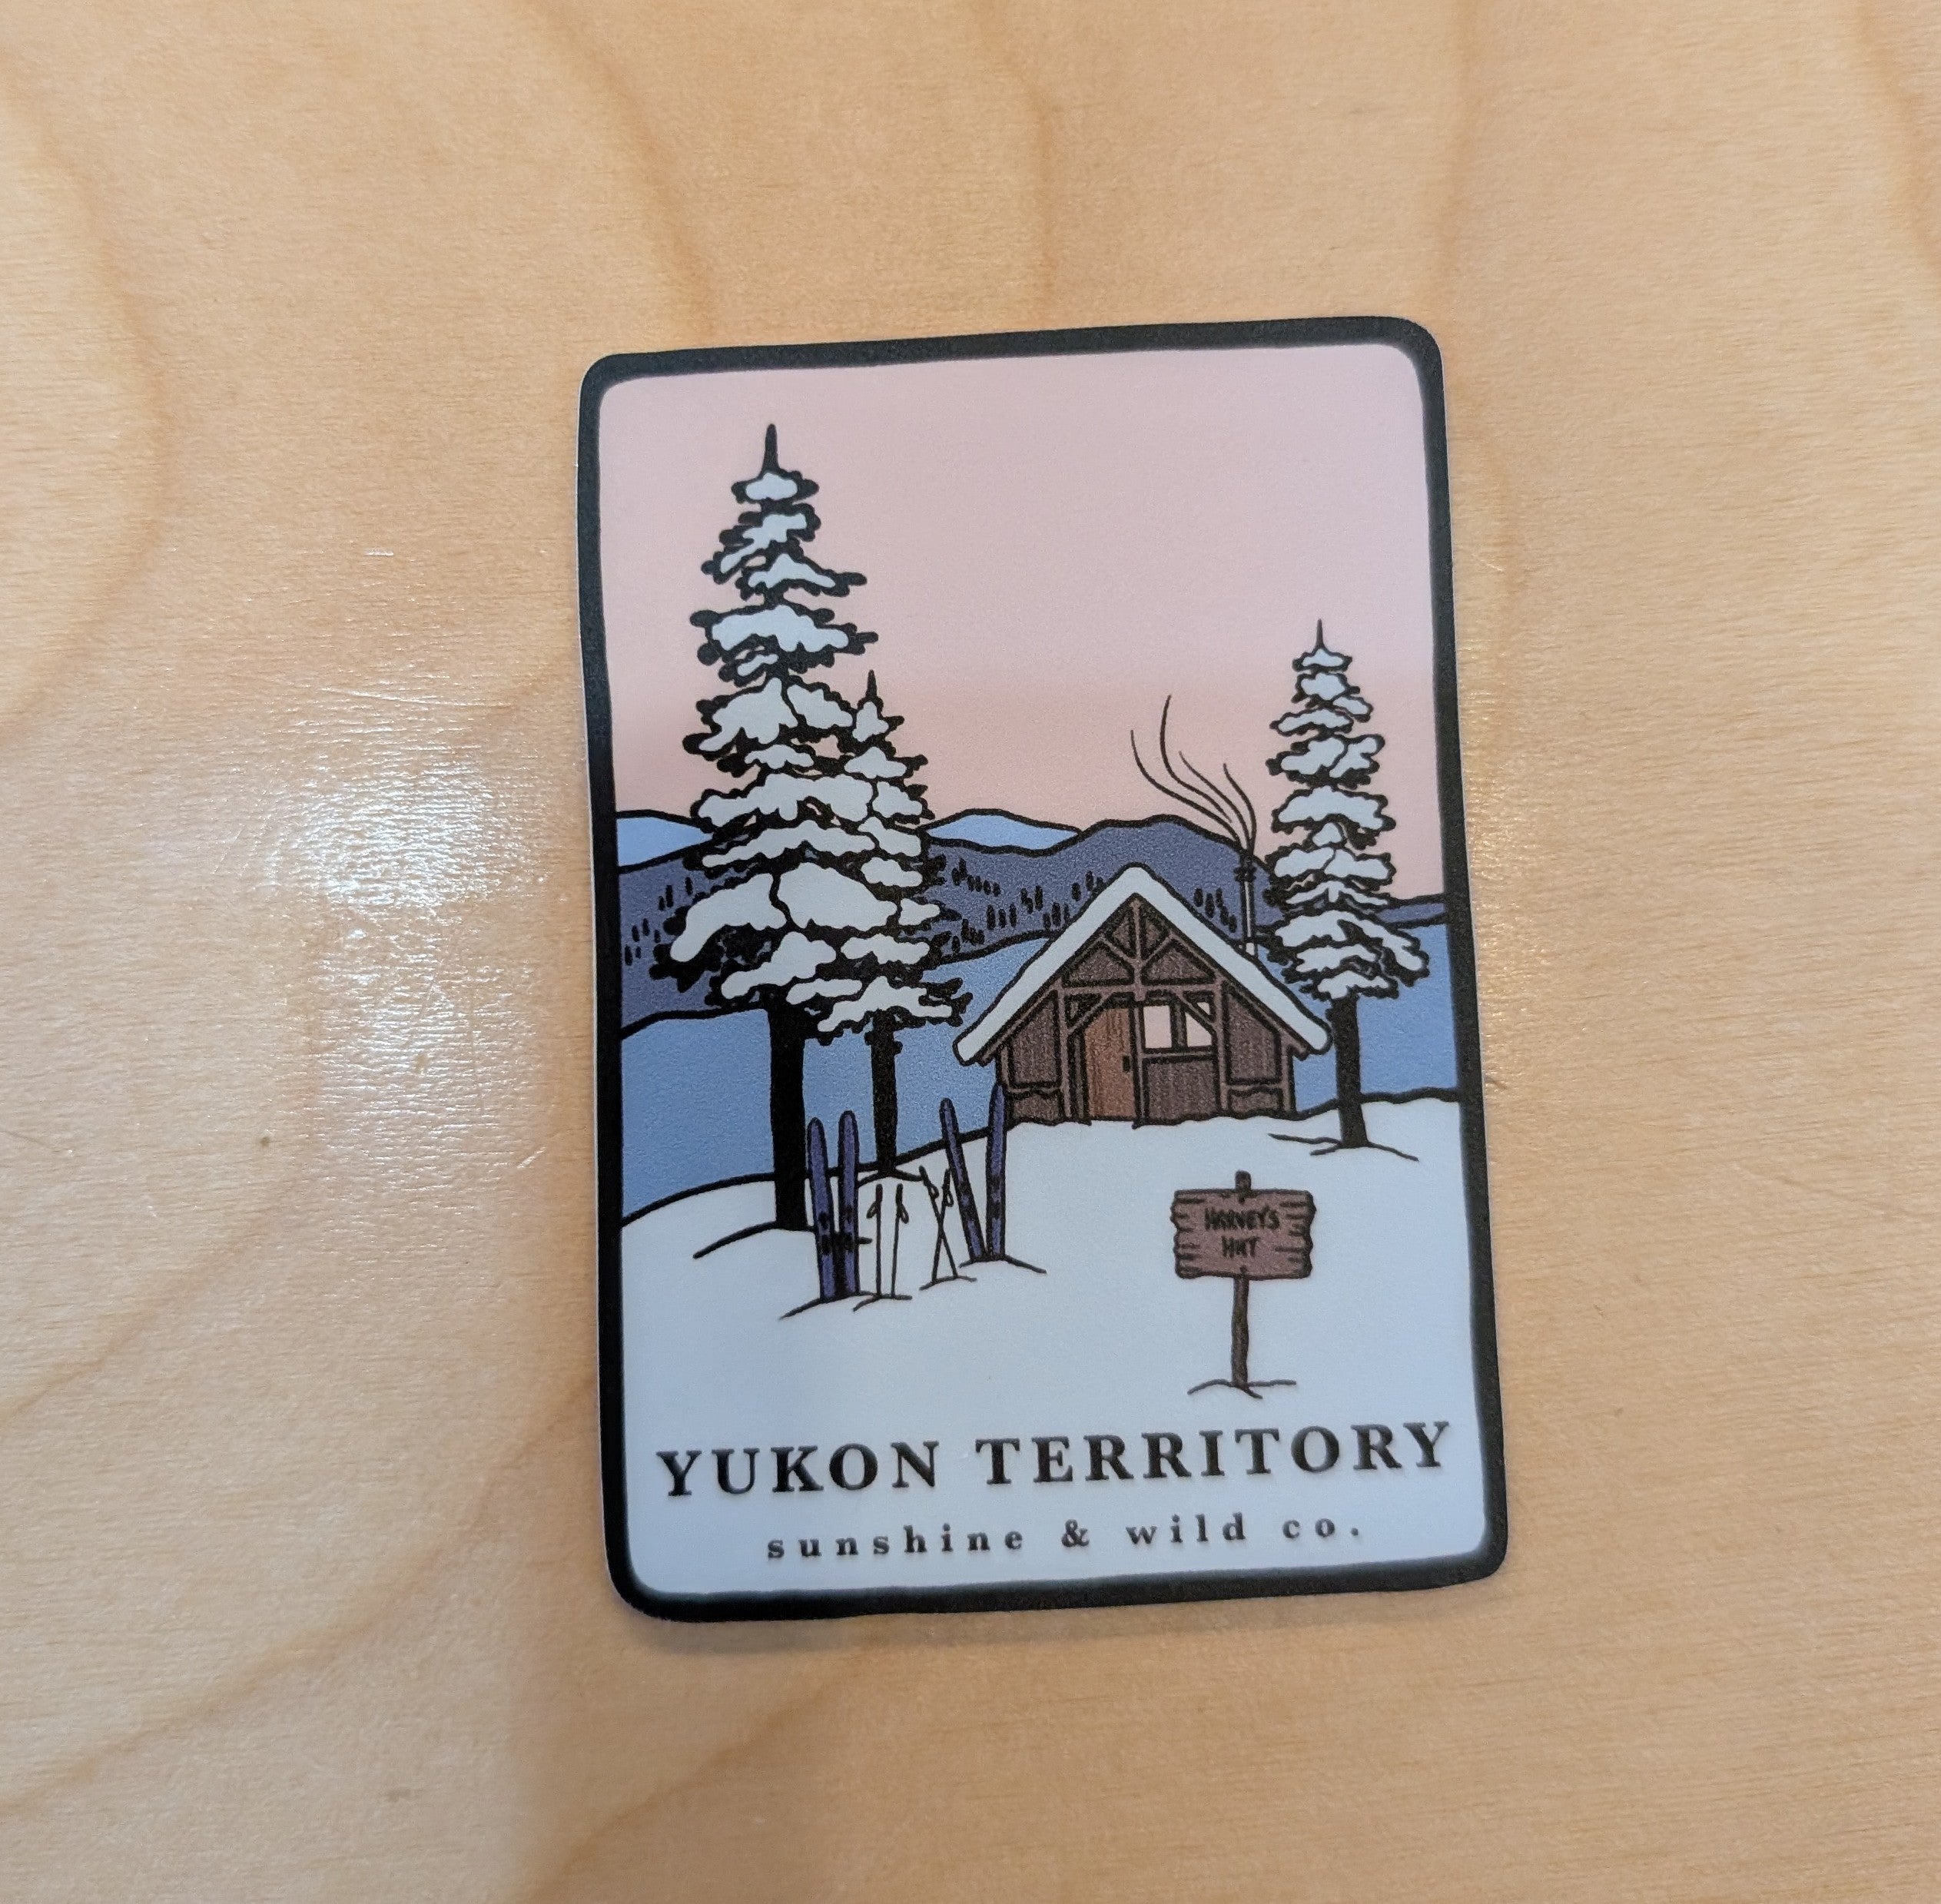 HARVEY'S
HUT
YUKON TERRITORY
sunshine & wild co.